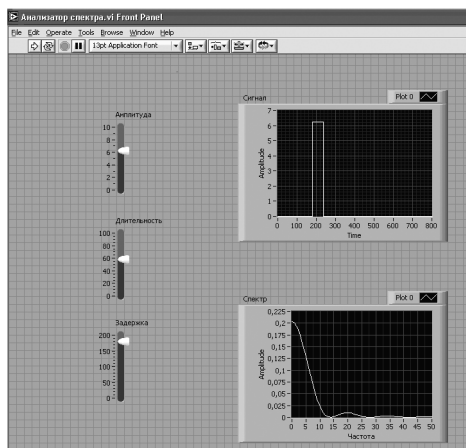 Анализатор спектра.vi Front Panel
File Edit Operate Tools Browse Window Help
13pt Application Font
Амплитуда
10
8
6
4
2
0
Сигнал
Plot 0
7
6
5
4
3
2
1
0
Amplitude
0 100 200 300 400 500 600 700 800
Time
Длительность
100
80
60
40
20
0
Задержка
200
150
100
50
0
Спектр
Plot 0
0,225
0,2
0,175
0,15
0,125
0,1
0,075
0,05
0,025
0
Amplitude
0 5 10 15 20 25 30 35 40 45 50
Частота